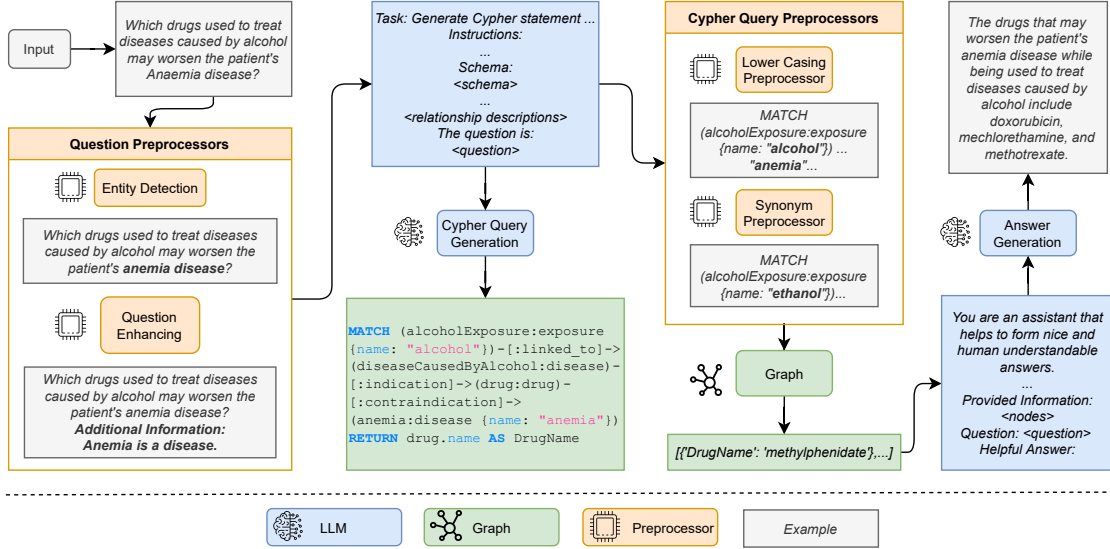 Input
Which drugs used to treat
diseases caused by alcohol
may worsen the patient's
Anaemia disease?
Question Preprocessors
Entity Detection
Which drugs used to treat diseases
caused by alcohol may worsen the
patient's anemia disease?
Question
Enhancing
Which drugs used to treat diseases
caused by alcohol may worsen the
patient's anemia disease?
Additional Information:
Anemia is a disease.
Task: Generate Cypher statement ...
Instructions:
...
Schema:
<schema>
...
<relationship descriptions>
The question is:
<question>
Cypher Query
Generation
MATCH (alcoholExposure:exposure
{name: "alcohol"})-[:linked_to]->
(diseaseCausedByAlcohol:disease)-
[:indication]->(drug:drug)-
[:contraindication]->
(anemia:disease {name: "anemia"})
RETURN drug.name AS DrugName
Cypher Query Preprocessors
Lower Casing
Preprocessor
MATCH
(alcoholExposure:exposure
{name: "alcohol"}) ...
"anemia"...
Synonym
Preprocessor
MATCH
(alcoholExposure:exposure
{name: "ethanol"})...
Graph
[{'DrugName': 'methylphenidate'},...]
The drugs that may
worsen the patient's
anemia disease while
being used to treat
diseases caused by
alcohol include
doxorubicin,
mechlorethamine, and
methotrexate.
Answer
Generation
You are an assistant that
helps to form nice and
human understandable
answers.
...
Provided Information:
<nodes>
Question: <question>
Helpful Answer:
LLM
Graph
Preprocessor
Example